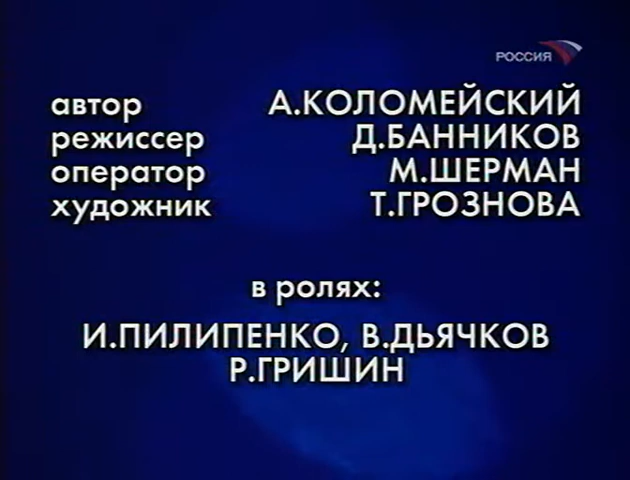 РОССИЯ
автор А.КОЛОМЕЙСКИЙ
режиссер Д.БАННИКОВ
оператор М.ШЕРМАН
художник Т.ГРОЗНОВА
в ролях:
И.ПИЛИПЕНКО, В.ДЬЯЧКОВ
Р.ГРИШИН